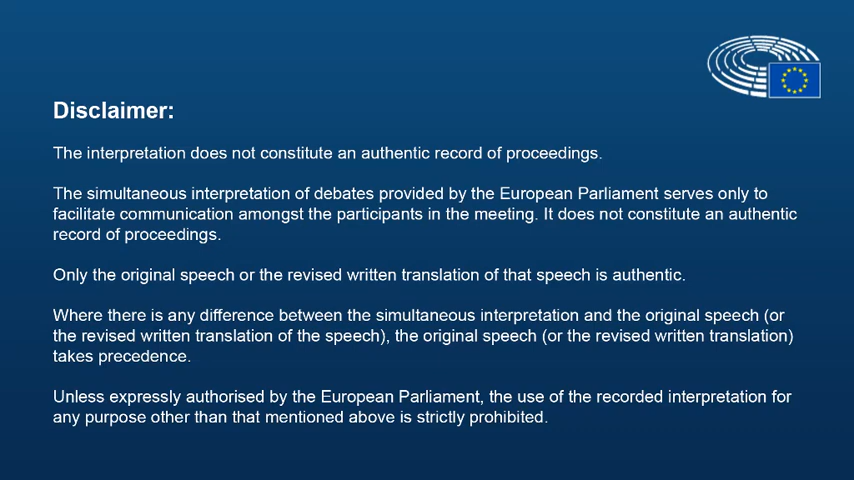 Disclaimer:
The interpretation does not constitute an authentic record of proceedings.
The simultaneous interpretation of debates provided by the European Parliament serves only to
facilitate communication amongst the participants in the meeting. It does not constitute an authentic
record of proceedings.
Only the original speech or the revised written translation of that speech is authentic.
Where there is any difference between the simultaneous interpretation and the original speech (or
the revised written translation of the speech), the original speech (or the revised written translation)
takes precedence.
Unless expressly authorised by the European Parliament, the use of the recorded interpretation for
any purpose other than that mentioned above is strictly prohibited.